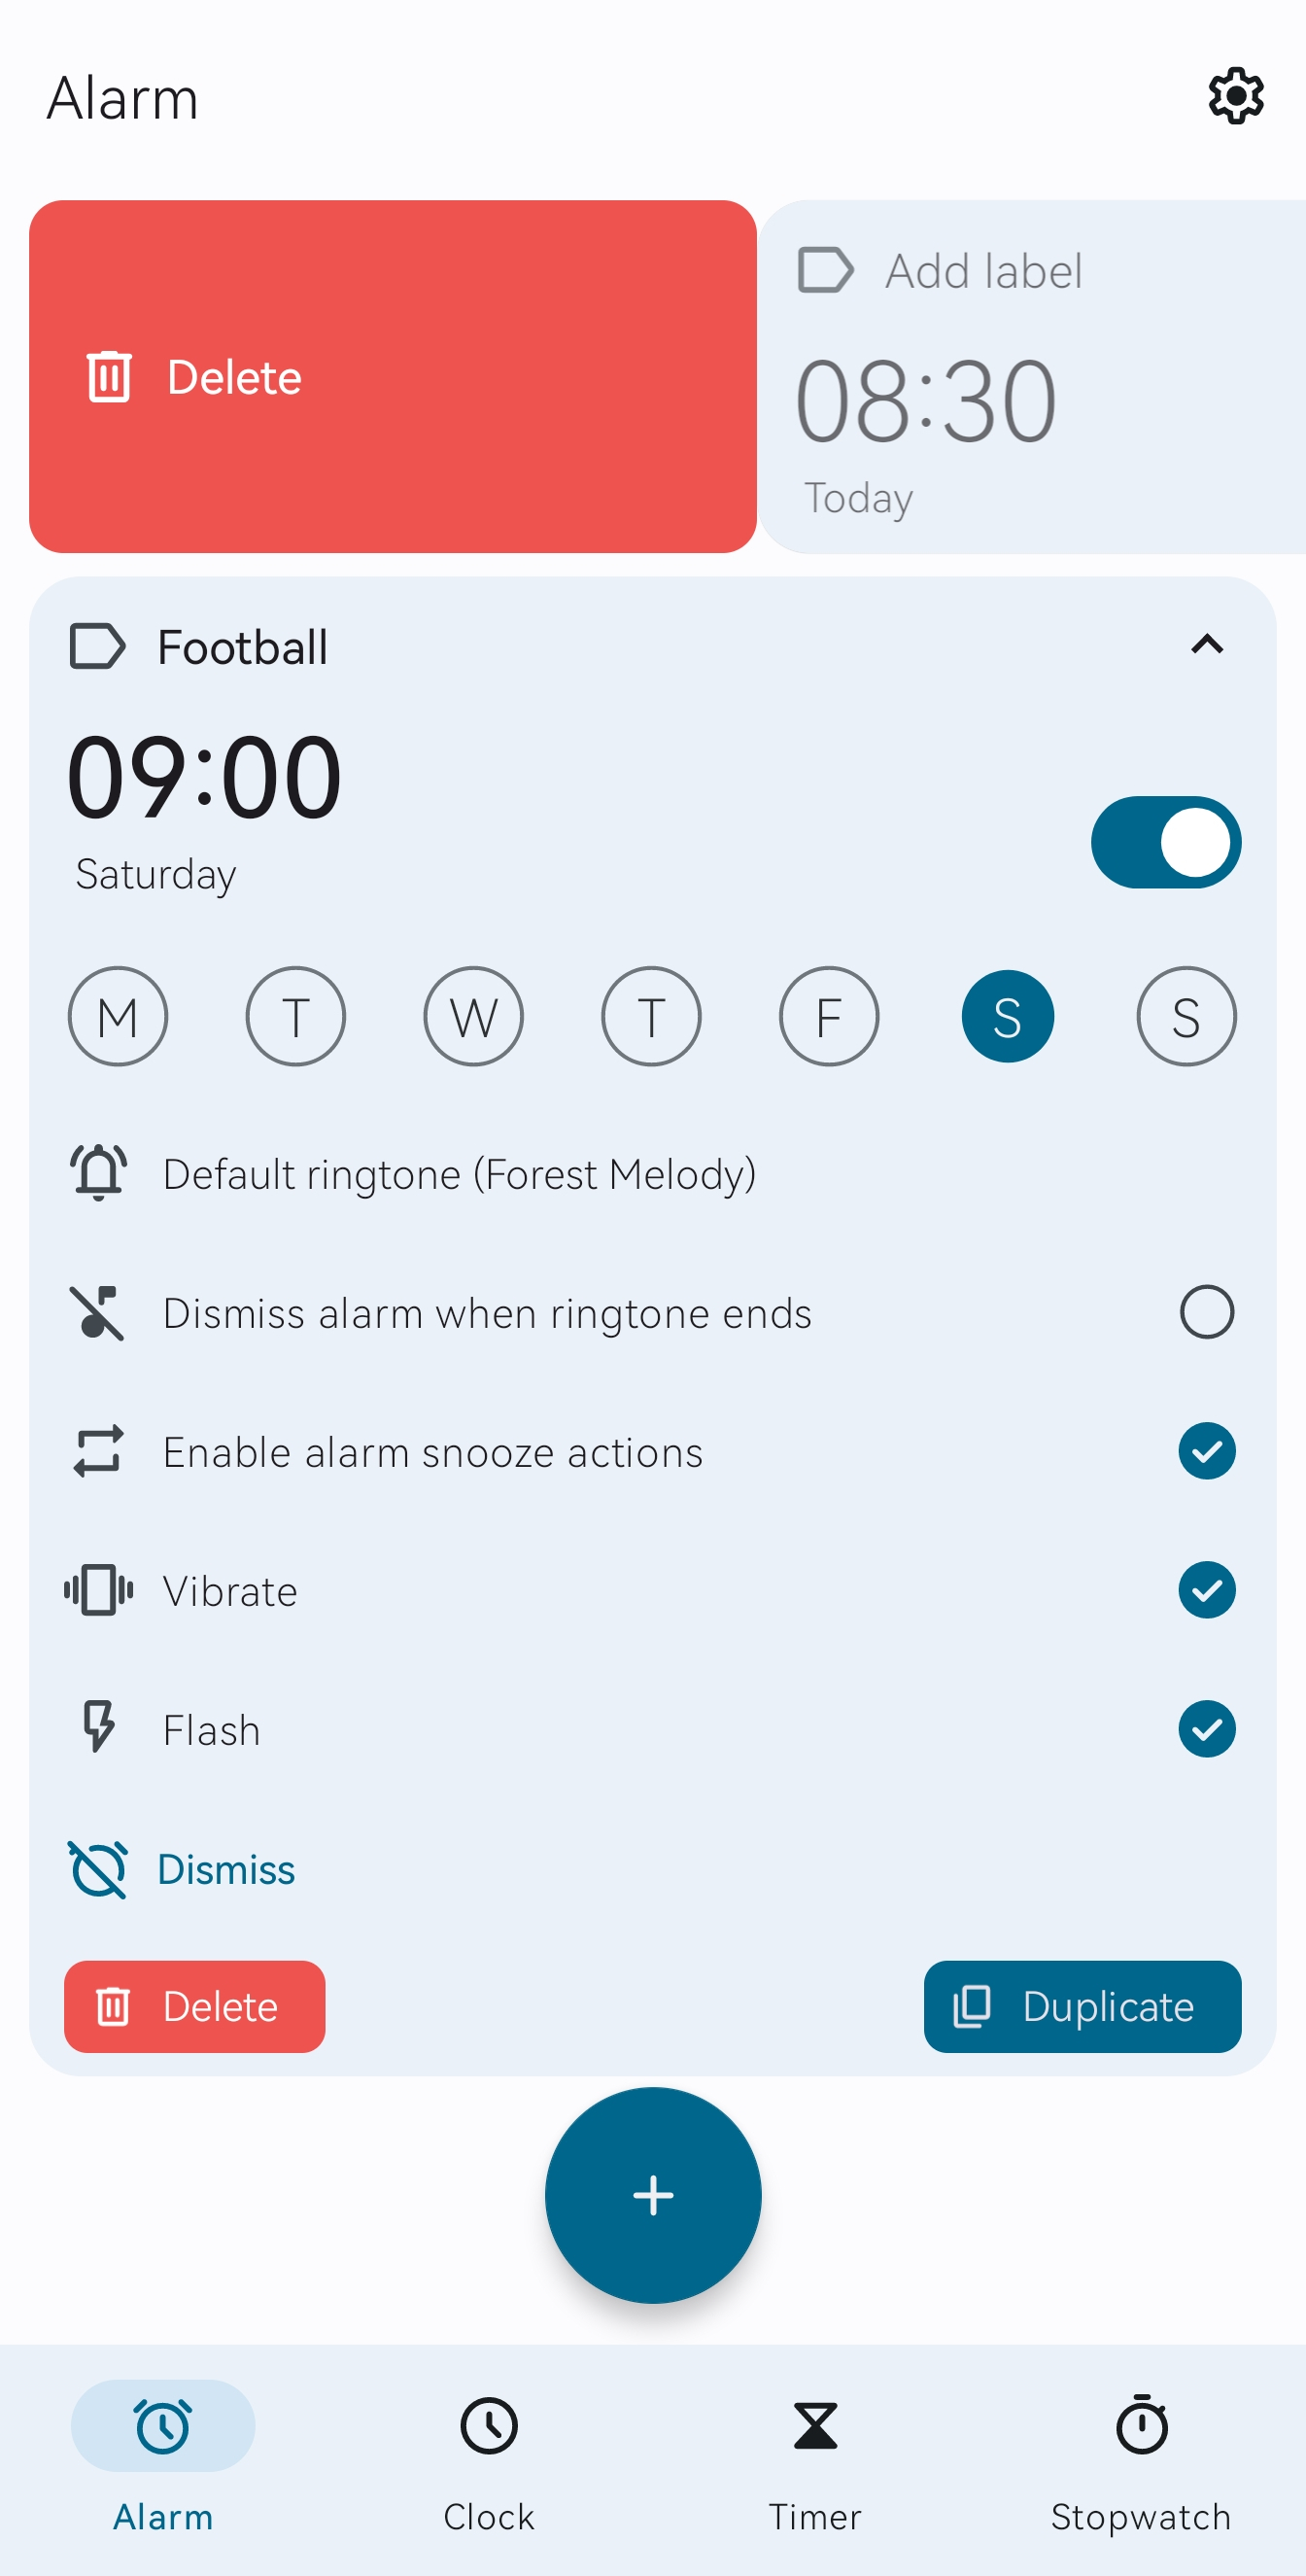 Alarm
Delete
Add label
08:30
Today
Football
09:00
Saturday
M T W T F S S
Default ringtone (Forest Melody)
Dismiss alarm when ringtone ends
Enable alarm snooze actions
Vibrate
Flash
Dismiss
Delete Duplicate
Alarm Clock Timer Stopwatch